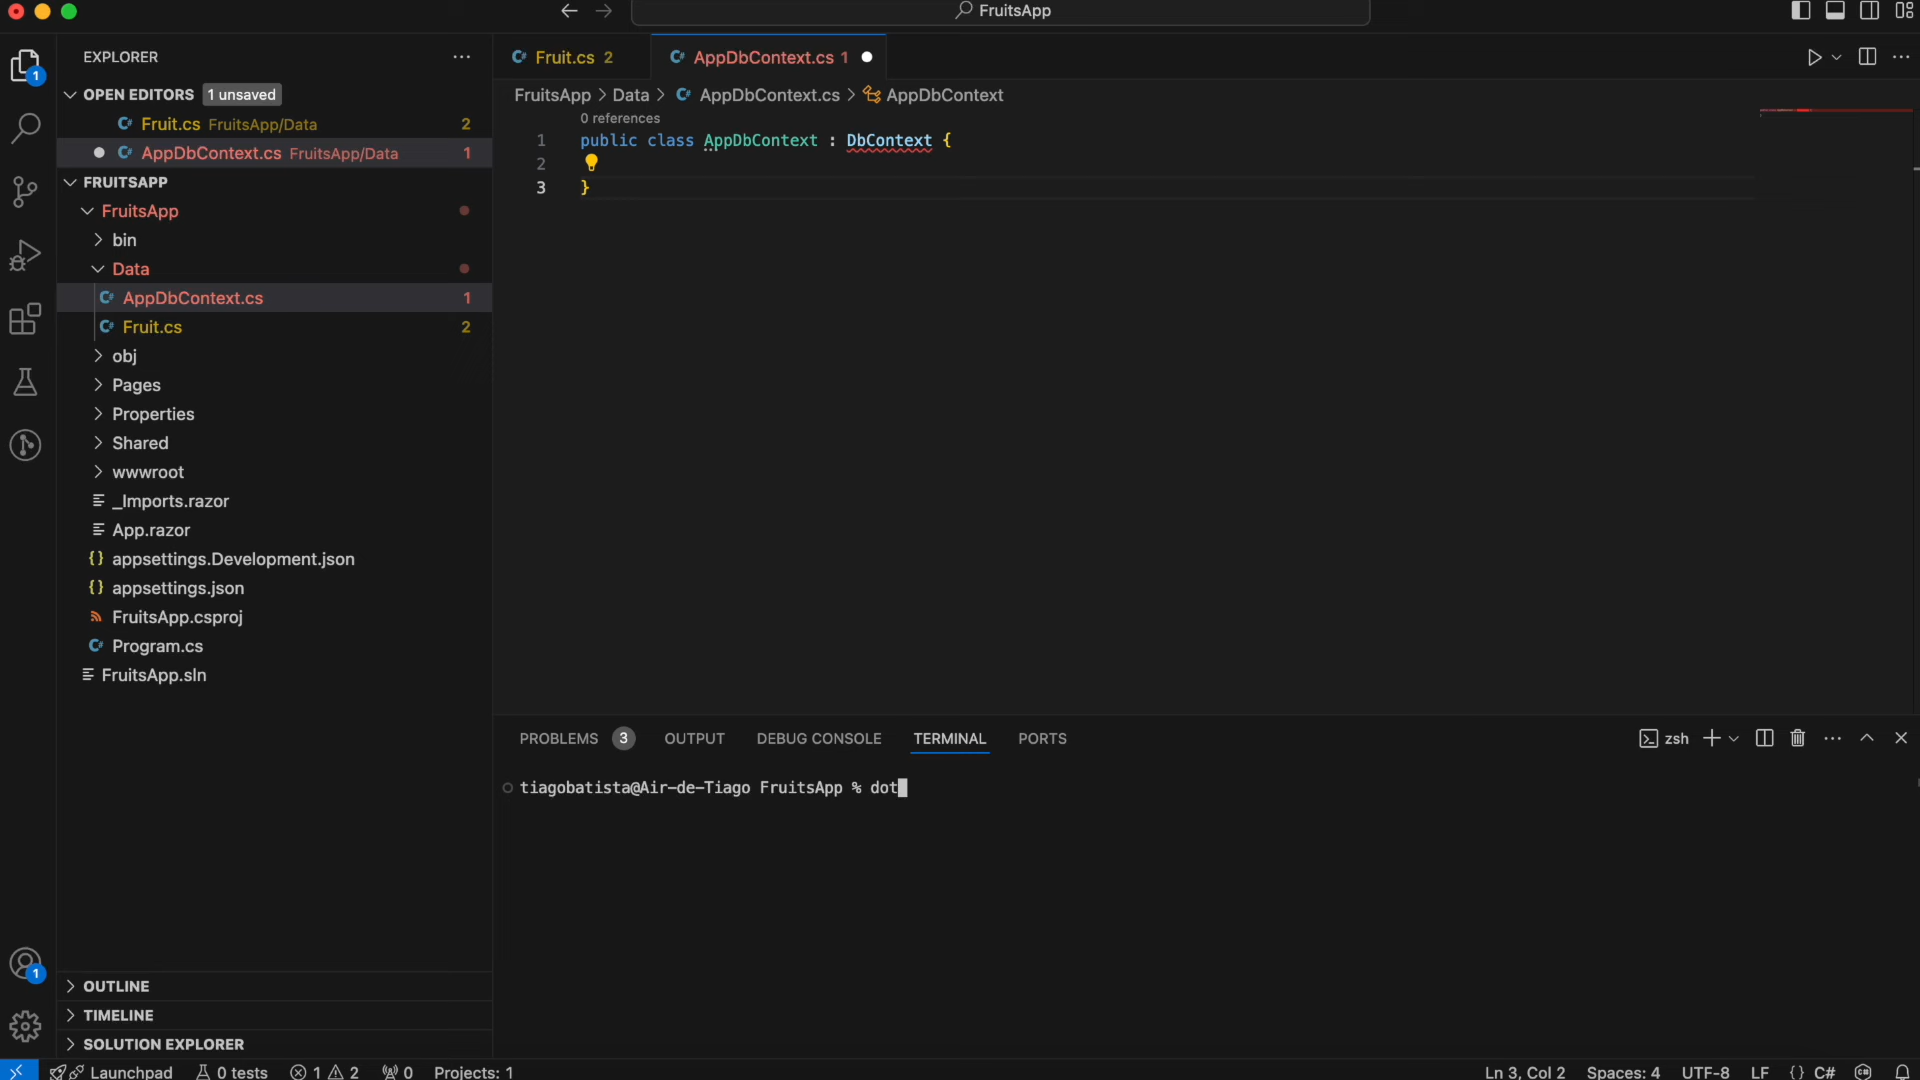 FruitsApp
EXPLORER
OPEN EDITORS 1 unsaved
Fruit.cs FruitsApp/Data 2
AppDbContext.cs FruitsApp/Data 1
FRUITSAPP
FruitsApp
bin
Data
AppDbContext.cs 1
Fruit.cs 2
obj
Pages
Properties
Shared
wwwroot
_Imports.razor
App.razor
{} appsettings.Development.json
{} appsettings.json
FruitsApp.csproj
C# Program.cs
FruitsApp.sln
OUTLINE
TIMELINE
SOLUTION EXPLORER
1
1
C# Fruit.cs 2
C# AppDbContext.cs 1
FruitsApp > Data > C# AppDbContext.cs > AppDbContext
0 references
1 public class AppDbContext : DbContext {
2
3 }
PROBLEMS 3 OUTPUT DEBUG CONSOLE TERMINAL PORTS
zsh
tiagobatista@Air-de-Tiago FruitsApp % dot
Launchpad 0 tests 1 2 0 Projects: 1
Ln 3, Col 2 Spaces: 4 UTF-8 LF {} C#